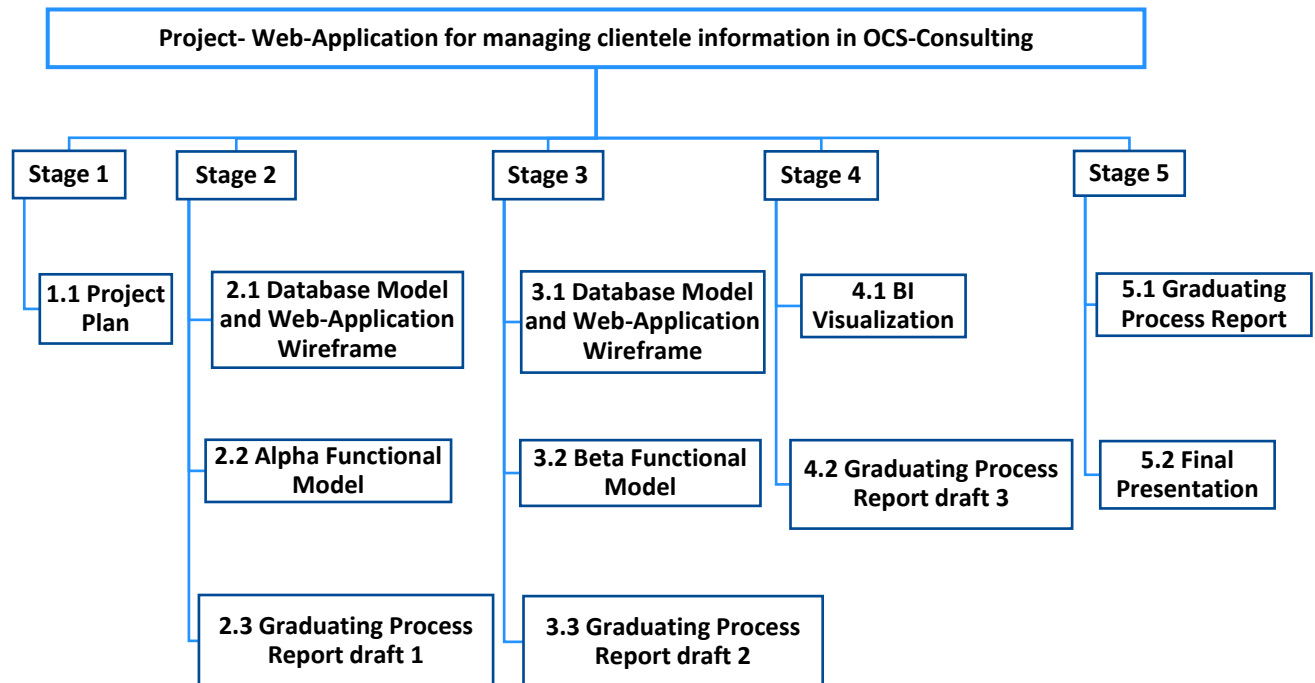 Project- Web-Application for managing clientele information in OCS-Consulting
Stage 1
Stage 2
Stage 3
Stage 4
Stage 5
1.1 Project
Plan
2.1 Database Model
and Web-Application
Wireframe
3.1 Database Model
and Web-Application
Wireframe
4.1 BI
Visualization
5.1 Graduating
Process Report
2.2 Alpha Functional
Model
3.2 Beta Functional
Model
4.2 Graduating Process
Report draft 3
5.2 Final
Presentation
2.3 Graduating Process
Report draft 1
3.3 Graduating Process
Report draft 2